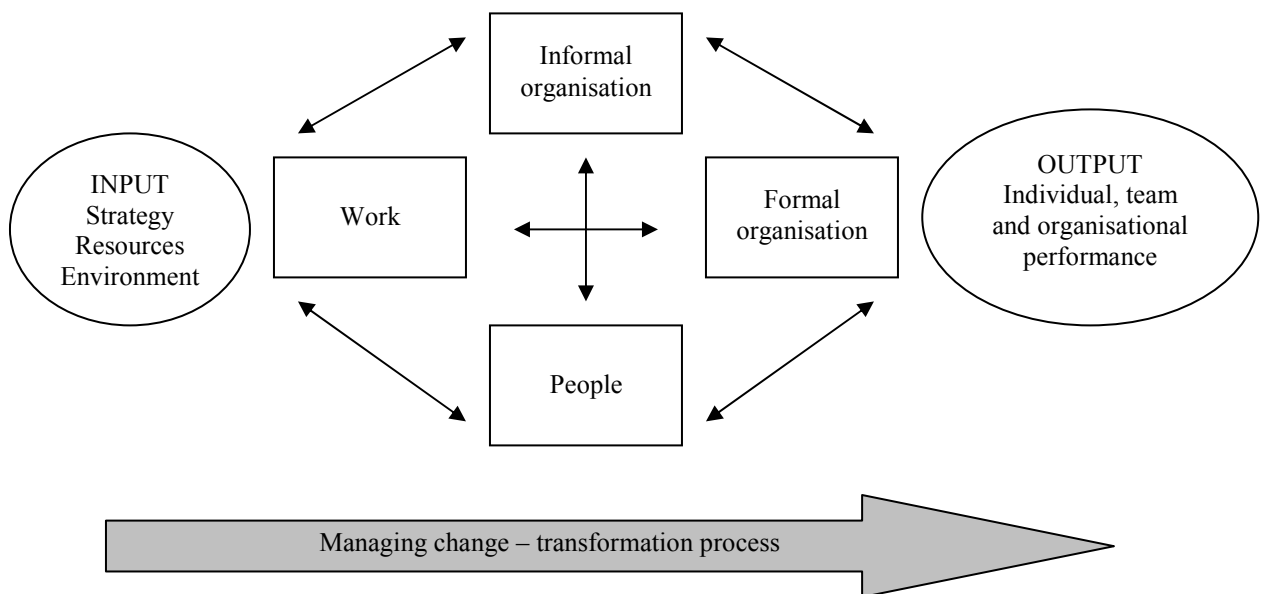 Informal
organisation
INPUT
Strategy
Resources
Environment
Work
Formal
organisation
OUTPUT
Individual, team
and organisational
performance
People
Managing change – transformation process